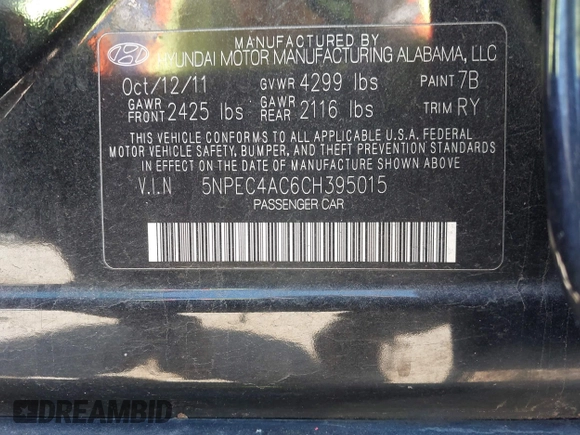 MANUFACTURED BY
HYUNDAI MOTOR MANUFACTURING ALABAMA, LLC
Oct/12/11 GVWR 4299 lbs PAINT 7B
GAWR FRONT 2425 lbs GAWR REAR 2116 lbs TRIM RY
THIS VEHICLE CONFORMS TO ALL APPLICABLE U.S.A. FEDERAL
MOTOR VEHICLE SAFETY, BUMPER, AND THEFT PREVENTION STANDARDS
IN EFFECT ON THE DATE OF MANUFACTURE SHOWN ABOVE
V.I.N 5NPEC4AC6CH395015
PASSENGER CAR
DREAMBID